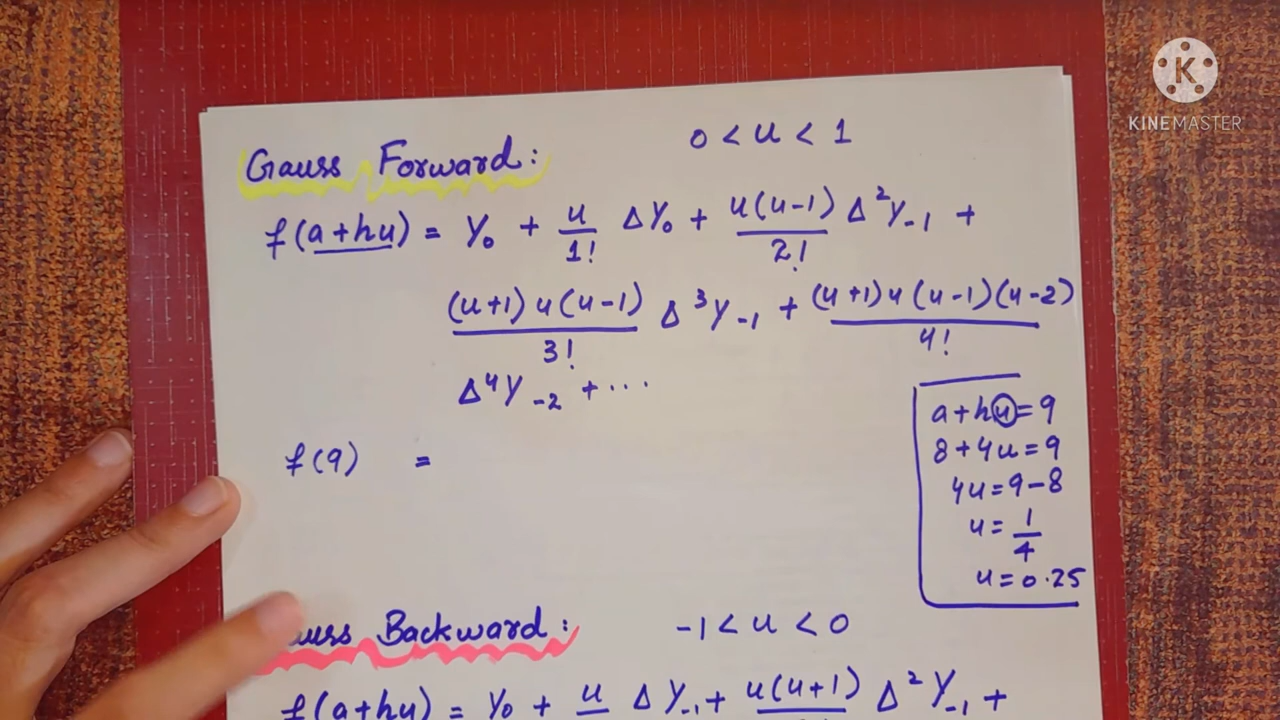 KINEMASTER
Gauss Forward: 0 < u < 1
f(a+hu) = Y₀ + u/1! ΔY₀ + u(u-1)/2! Δ²Y₋₁ +
(u+1)u(u-1)/3! Δ³Y₋₁ + (u+1)u(u-1)(u-2)/4!
Δ⁴Y₋₂ + ...
a+hu=9
8+4u=9
4u=9-8
u=1/4
u=0.25
f(9) =
Backward: -1 < u < 0
f(a+hu) = Y₀ + u ΔY₋₁ + u(u+1) Δ²Y₋₁ +